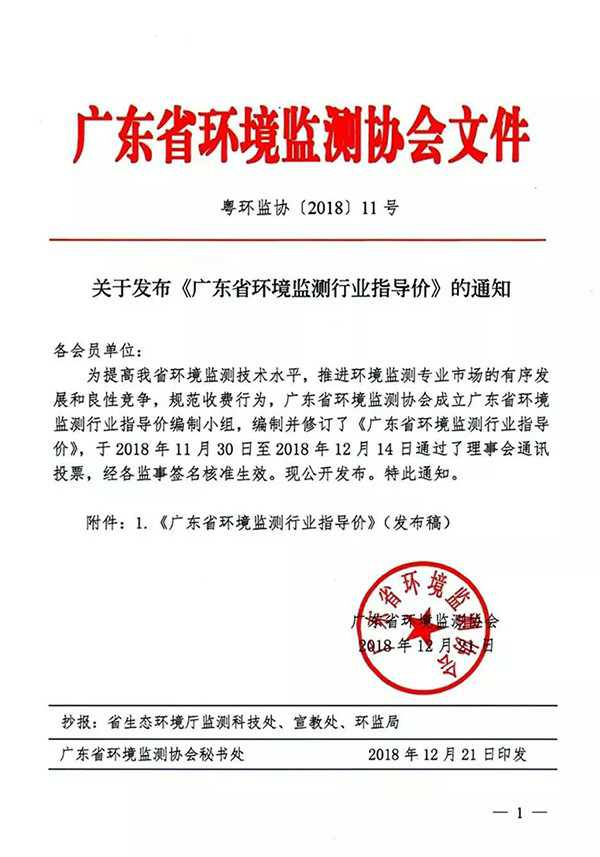 广东省环境监测协会文件
粤环监协〔2018〕11号
关于发布《广东省环境监测行业指导价》的通知
各会员单位：
为提高我省环境监测技术水平，推进环境监测专业市场的有序发
展和良性竞争，规范收费行为，广东省环境监测协会成立广东省环境
监测行业指导价编制小组，编制并修订了《广东省环境监测行业指导
价》，于2018年11月30日至2018年12月14日通过了理事会通讯
投票，经各监事签名核准生效。现公开发布。特此通知。
附件：1.《广东省环境监测行业指导价》（发布稿）
广东省环境监测协会
广东省环境监测协会
2018年12月21日
抄报：省生态环境厅监测科技处、宣教处、环监局
广东省环境监测协会秘书处 2018年12月21日印发
— 1 —